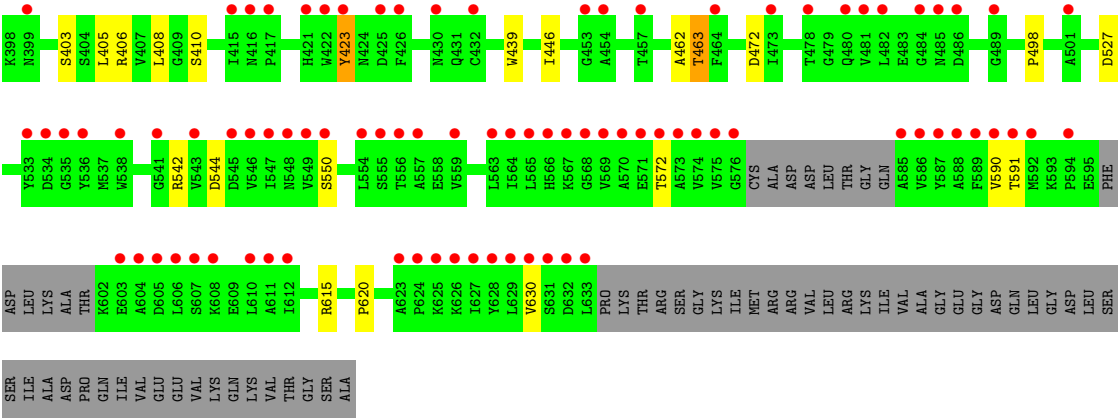 K398 N399 S403 S404 L405 R406 V407 L408 G409 S410 I415 N416 P417 H421 W422 Y423 N424 D425 F426 N430 Q431 C432 W439 I446 G453 A454 T457 A462 T463 F464 D472 I473 T478 G479 Q480 V481 L482 E483 G484 N485 D486 G489 P498 A501 D527
Y533 D534 G535 Y536 M537 W538 G541 R542 V543 D544 D545 V546 I547 N548 V549 S550 L554 S555 T556 A557 E558 V559 L563 I564 L565 H566 K567 G568 V569 A570 E571 T572 A573 V574 V575 G576 CYS ALA ASP ASP LEU THR GLY GLN A585 V586 Y587 A588 F589 V590 T591 M592 K593 P594 E595 PHE
ASP LEU LYS ALA THR K602 E603 A604 D605 L606 S607 K608 E609 L610 A611 I612 R615 P620 A623 P624 K625 K626 I627 Y628 L629 V630 S631 D632 L633 PRO LYS THR ARG SER GLY LYS ILE MET ARG ARG VAL LEU ARG LYS ILE VAL ALA GLY GLU GLY ASP GLN LEU GLY ASP LEU SER
SER ILE ALA ASP PRO GLN ILE VAL GLU GLU VAL LYS GLN LYS VAL THR GLY SER ALA